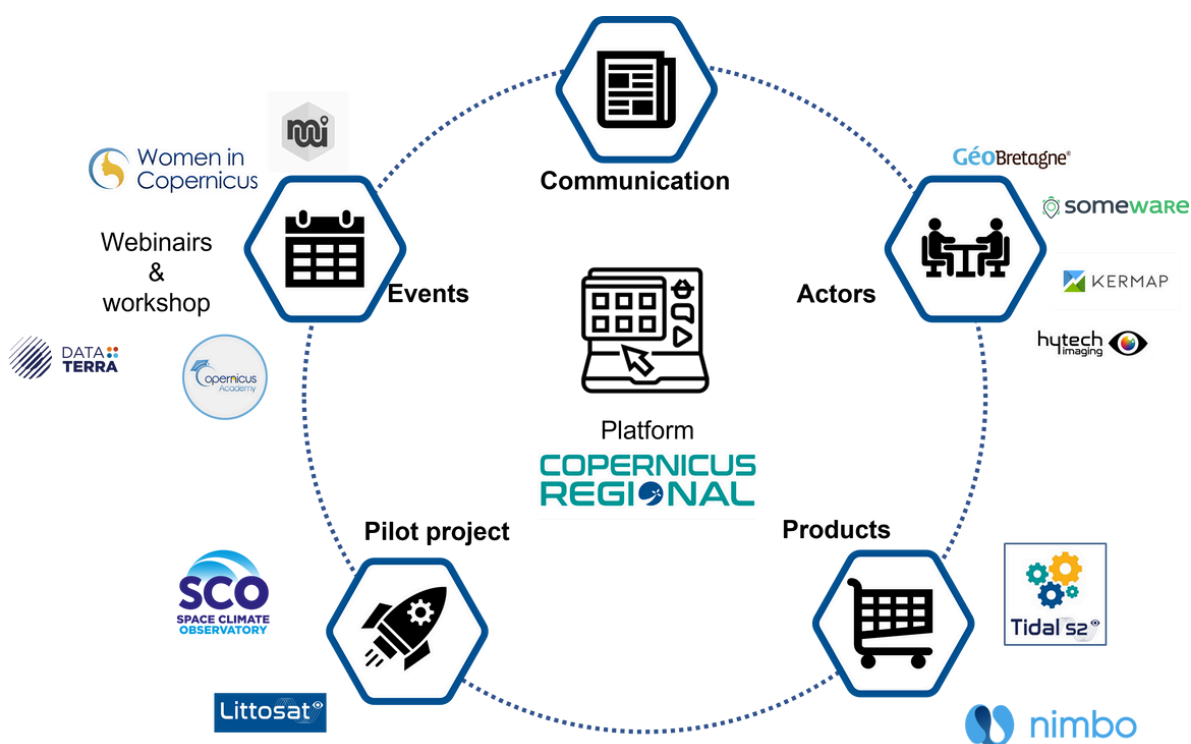 Communication
mi
Women in
Copernicus
Webinairs
&
workshop
Events
DATA
TERRA
Copernicus
Academy
GéoBretagne®
someware
Actors
KERMAP
hytech
imaging
Platform
COPERNICUS
REGIONAL
Pilot project
SCO
SPACE CLIMATE
OBSERVATORY
Littosat
Products
Tidal S2
nimbo